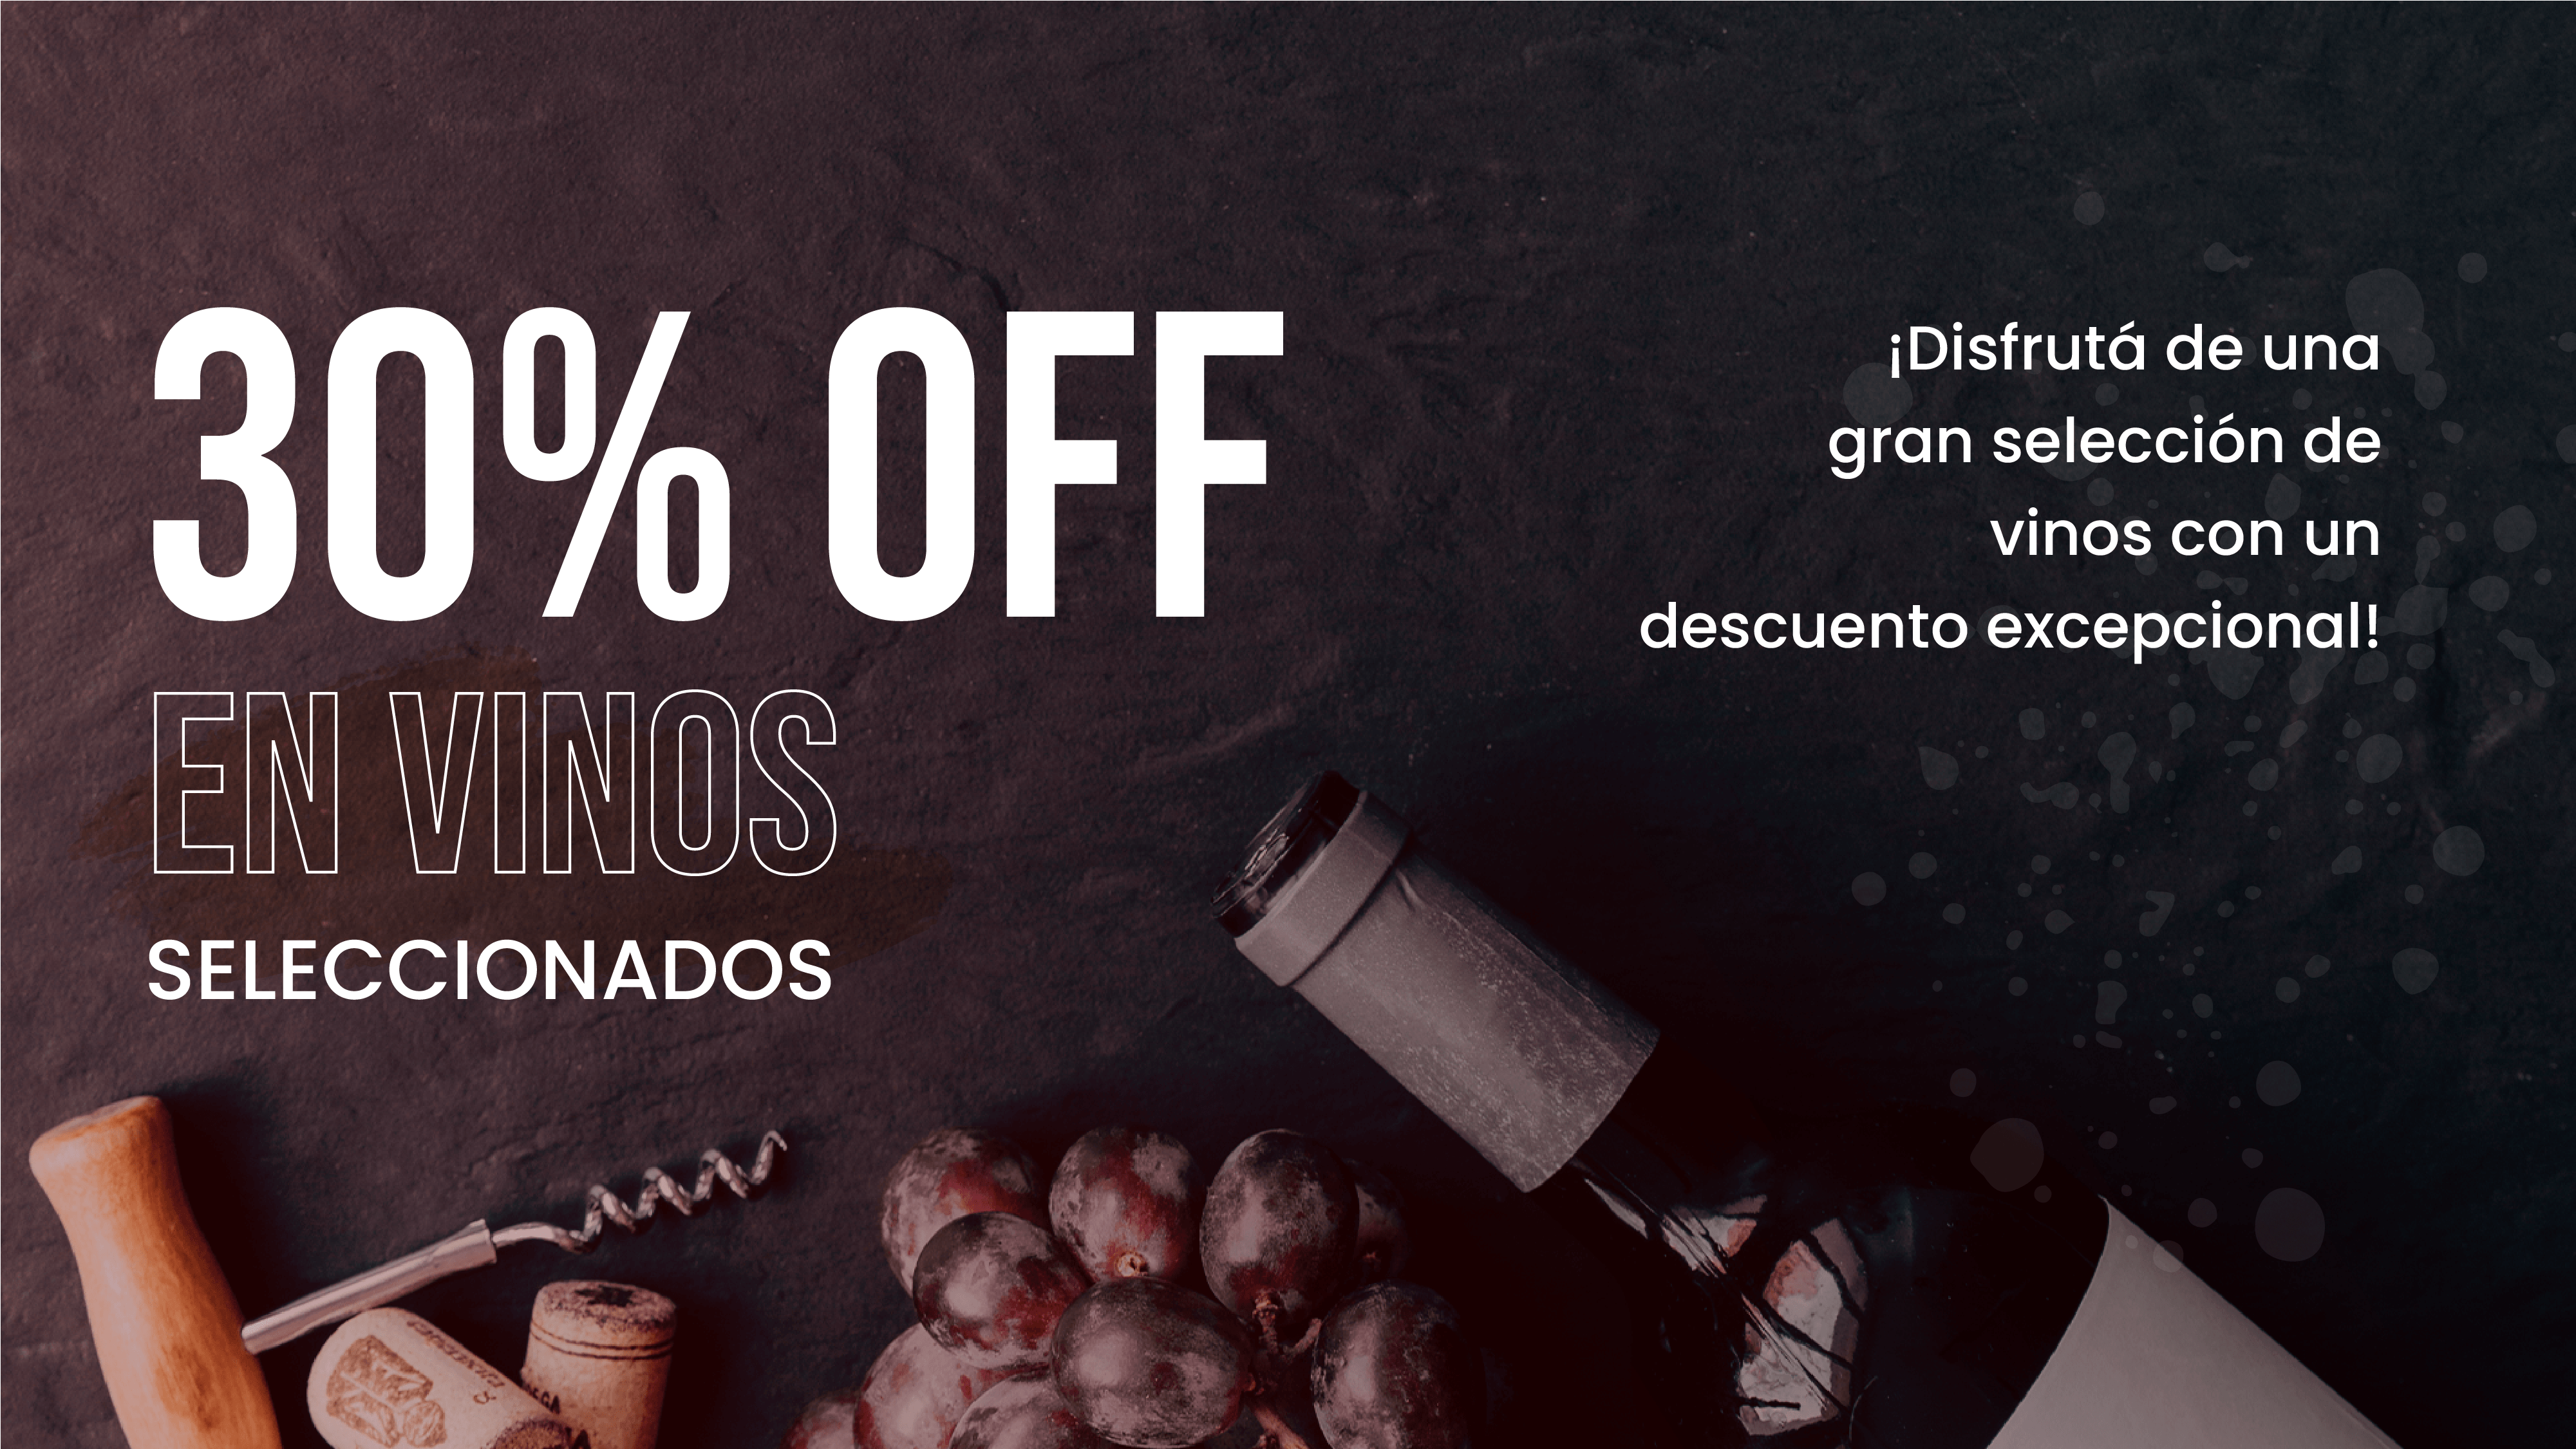 30% OFF
EN VINOS
SELECCIONADOS
¡Disfrutá de una
gran selección de
vinos con un
descuento excepcional!